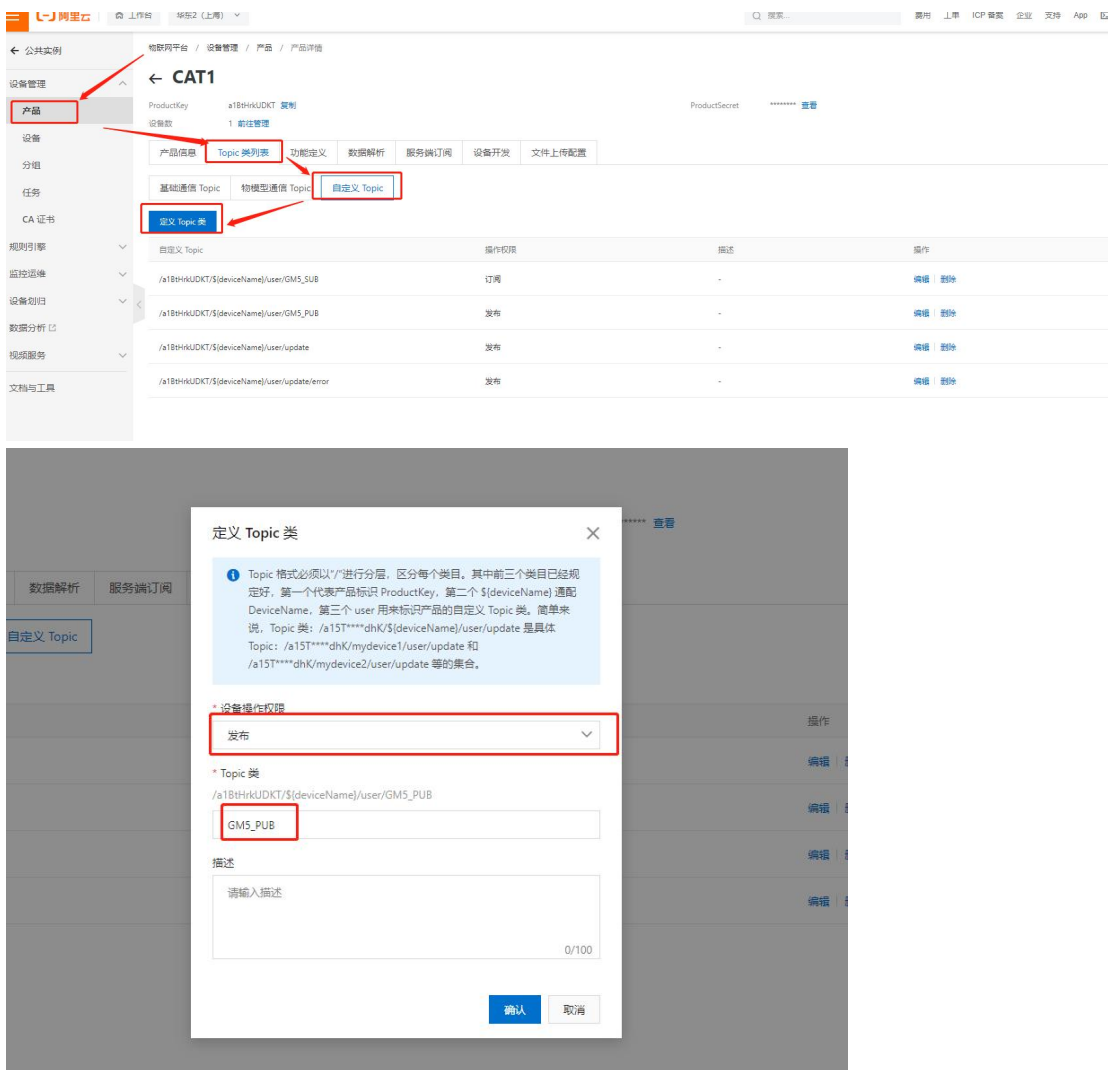 阿里云 工作台 华东2（上海） 搜索... 费用 工单 ICP 备案 企业 支持 App
公共实例
物联网平台 / 设备管理 / 产品 / 产品详情
设备管理
CAT1
产品
ProductKey a1BtHrkUDKT 复制 ProductSecret ******** 查看
设备数 1 前往管理
设备
产品信息 Topic 类列表 功能定义 数据解析 服务端订阅 设备开发 文件上传配置
分组
任务
基础通信 Topic 物模型通信 Topic 自定义 Topic
CA 证书
定义 Topic 类
规则引擎
自定义 Topic 操作权限 描述 操作
监控运维
/a1BtHrkUDKT/${deviceName}/user/GM5_SUB 订阅 - 编辑 删除
设备划归
/a1BtHrkUDKT/${deviceName}/user/GM5_PUB 发布 - 编辑 删除
数据分析
/a1BtHrkUDKT/${deviceName}/user/update 发布 - 编辑 删除
视频服务
/a1BtHrkUDKT/${deviceName}/user/update/error 发布 - 编辑 删除
文档与工具
定义 Topic 类
***** 查看
Topic 格式必须以“/”进行分层，区分每个类目。其中前三个类目已经规
定好，第一个代表产品标识 ProductKey，第二个 ${deviceName} 通配
DeviceName，第三个 user 用来标识产品的自定义 Topic 类。简单来
说，Topic 类：/a15T****dhK/${deviceName}/user/update 是具体
Topic：/a15T****dhK/mydevice1/user/update 和
/a15T****dhK/mydevice2/user/update 等的集合。
数据解析 服务端订阅
自定义 Topic
* 设备操作权限
发布
操作
编辑
* Topic 类
/a1BtHrkUDKT/${deviceName}/user/GM5_PUB
GM5_PUB
编辑
描述
编辑
请输入描述
编辑
0/100
确认 取消